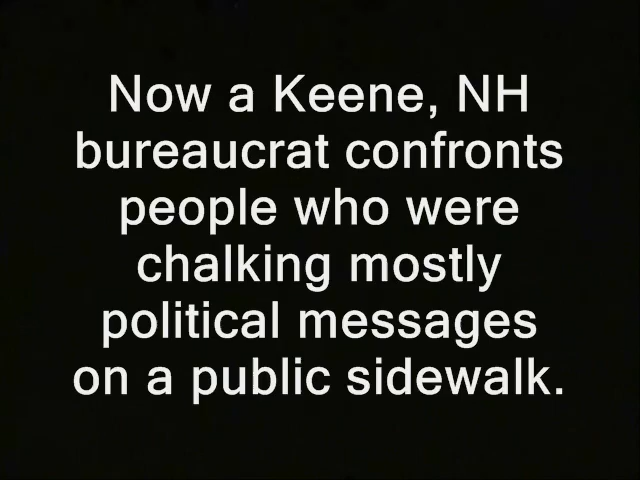 Now a Keene, NH
bureaucrat confronts
people who were
chalking mostly
political messages
on a public sidewalk.